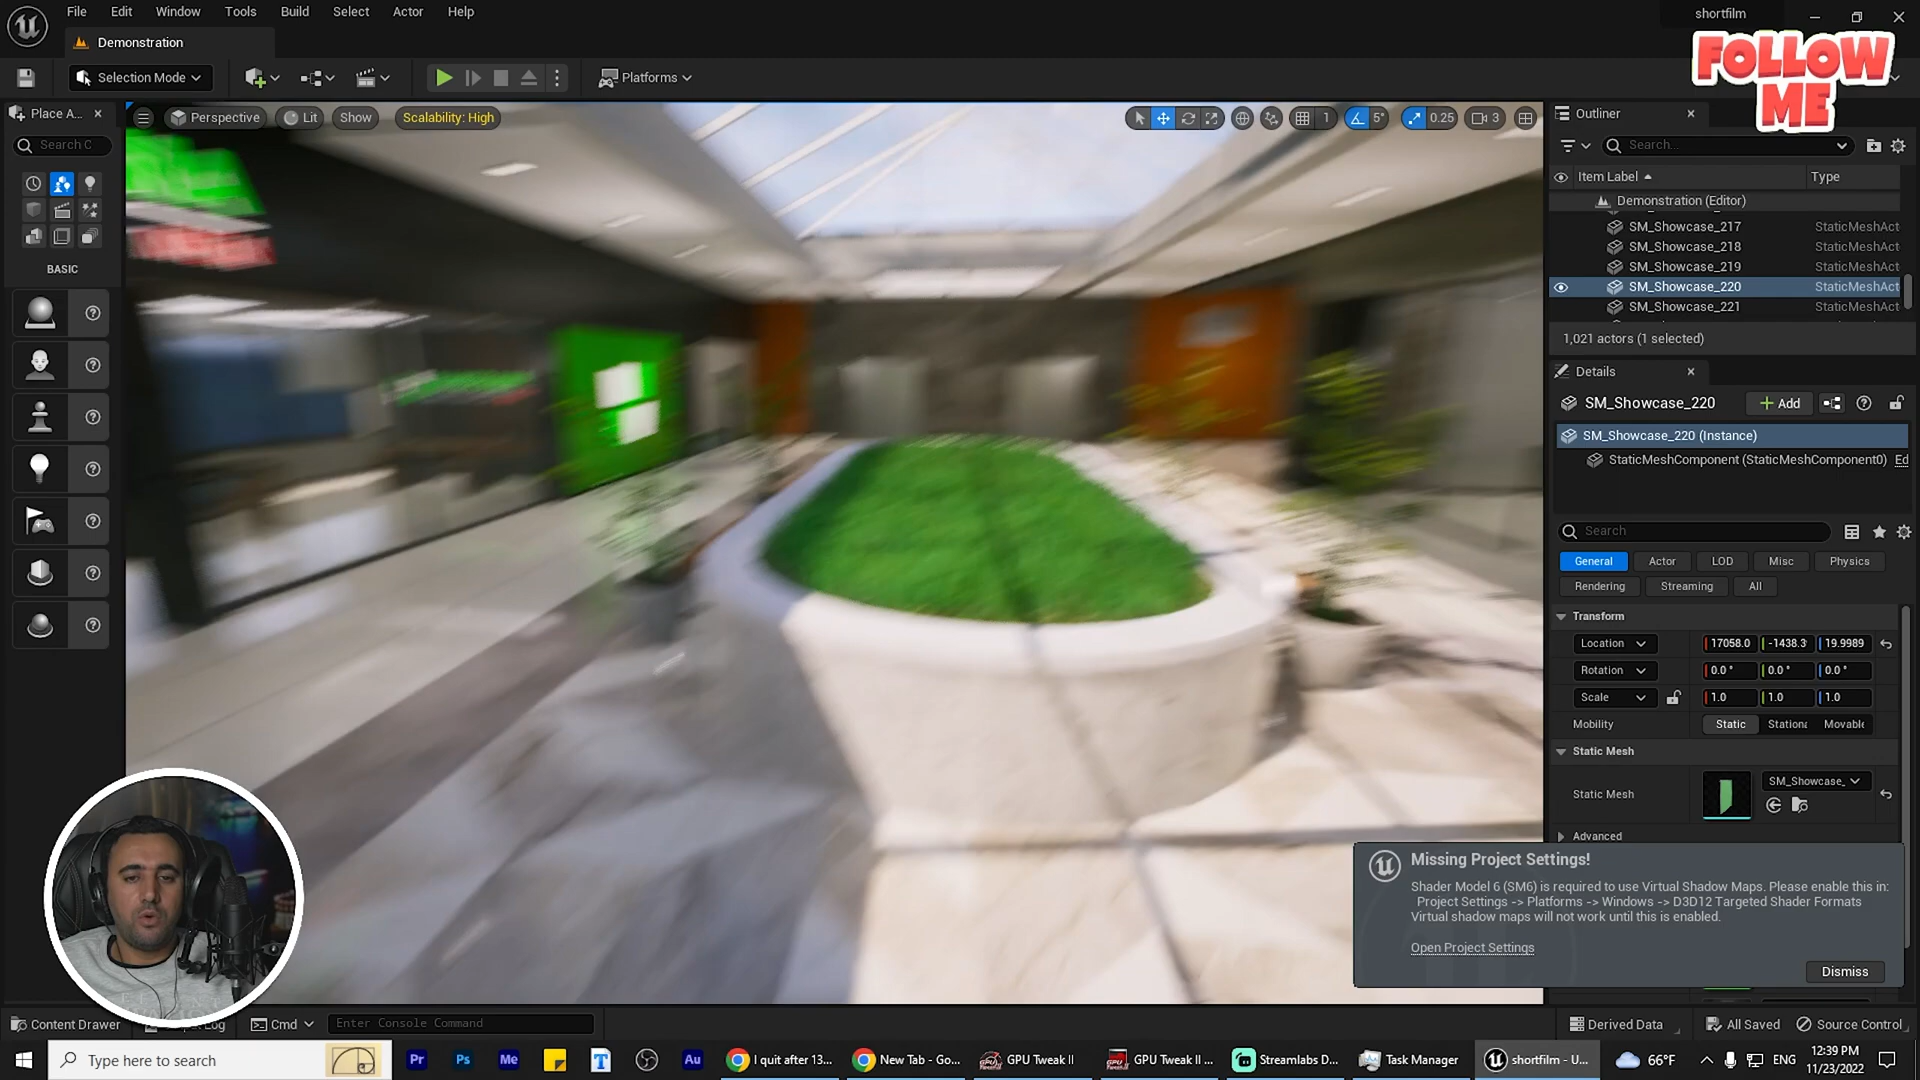 File Edit Window Tools Build Select Actor Help
shortfilm
Demonstration
FOLLOW
ME
Selection Mode
Platforms
Place A...
Perspective Lit Show Scalability: High
1 5° 0.25 3
Outliner
Search C
Search...
Item Label Type
Demonstration (Editor)
SM_Showcase_217 StaticMeshAct
SM_Showcase_218 StaticMeshAct
SM_Showcase_219 StaticMeshAct
SM_Showcase_220 StaticMeshAct
SM_Showcase_221 StaticMeshAct
BASIC
1,021 actors (1 selected)
Details
SM_Showcase_220 Add
SM_Showcase_220 (Instance)
StaticMeshComponent (StaticMeshComponent0) Ed
Search
General Actor LOD Misc Physics
Rendering Streaming All
Transform
Location 17058.0 -1438.3 19.9989
Rotation 0.0° 0.0° 0.0°
Scale 1.0 1.0 1.0
Mobility Static Stationa Movable
Static Mesh
Static Mesh SM_Showcase_
Advanced
Missing Project Settings!
Shader Model 6 (SM6) is required to use Virtual Shadow Maps. Please enable this in:
Project Settings -> Platforms -> Windows -> D3D12 Targeted Shader Formats
Virtual shadow maps will not work until this is enabled.
Open Project Settings
Dismiss
Content Drawer Log Cmd Enter Console Command
Derived Data All Saved Source Control
Type here to search
Pr Ps Me T Au
I quit after 13... New Tab - Go... GPU Tweak II GPU Tweak II ... Streamlabs D... Task Manager shortfilm - U...
66°F ENG 12:39 PM
11/23/2022